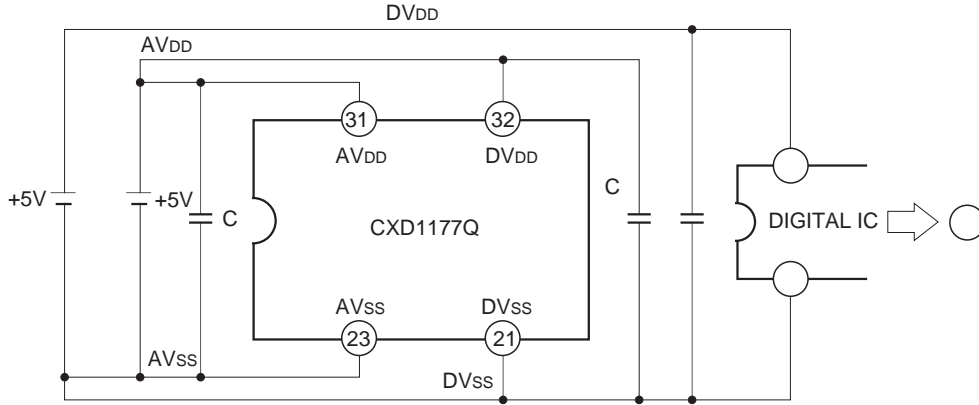 DVDD
AVDD
31
32
AVDD
DVDD
+5V
+5V
C
C
CXD1177Q
DIGITAL IC
AVSS
DVSS
23
21
AVSS
DVSS